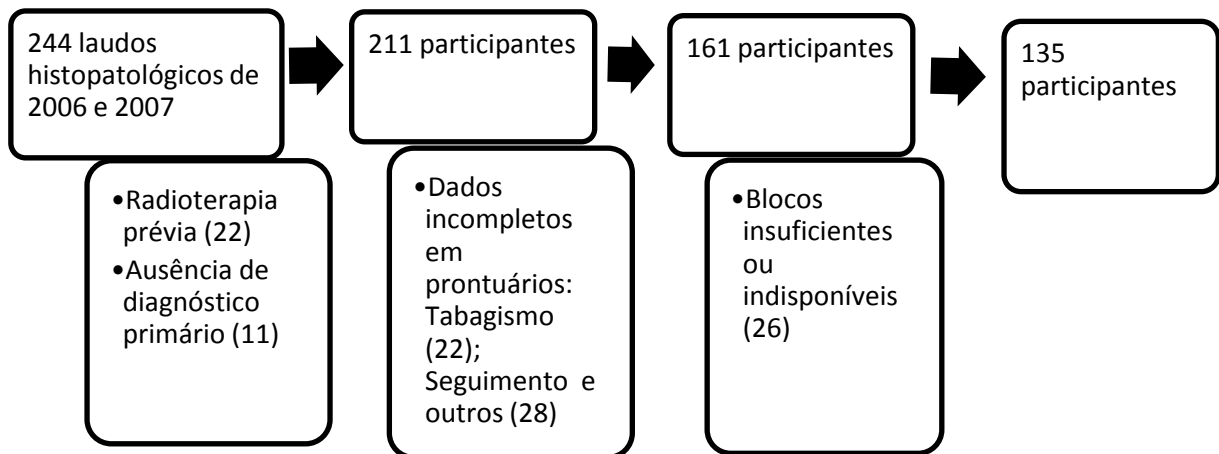 244 laudos
histopatológicos de
2006 e 2007
•Radioterapia
prévia (22)
•Ausência de
diagnóstico
primário (11)
211 participantes
•Dados
incompletos
em
prontuários:
Tabagismo
(22);
Seguimento e
outros (28)
161 participantes
•Blocos
insuficientes
ou
indisponíveis
(26)
135
participantes